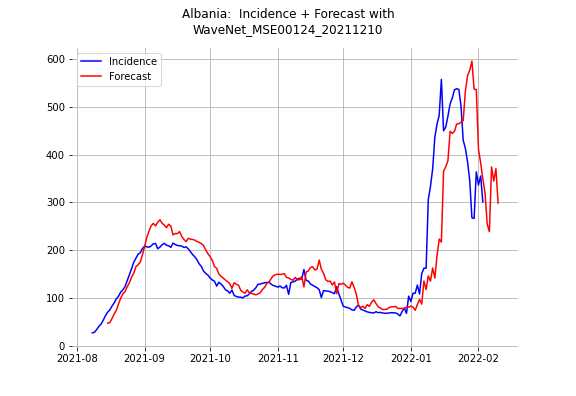 Albania:  Incidence + Forecast with
WaveNet_MSE00124_20211210
Incidence
Forecast
600
500
400
300
200
100
0
2021-08 2021-09 2021-10 2021-11 2021-12 2022-01 2022-02